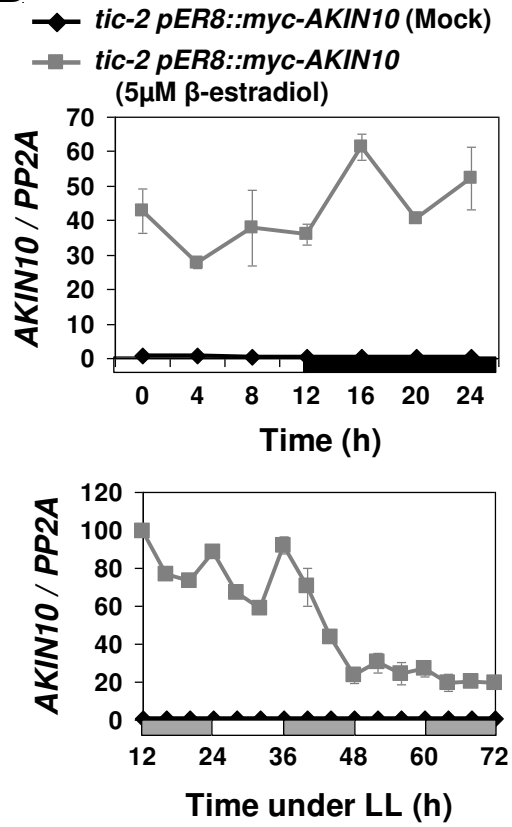 tic-2 pER8::myc-AKIN10 (Mock)
tic-2 pER8::myc-AKIN10
(5µM β-estradiol)
AKIN10 / PP2A
70
60
50
40
30
20
10
0
0 4 8 12 16 20 24
Time (h)
AKIN10 / PP2A
120
100
80
60
40
20
0
12 24 36 48 60 72
Time under LL (h)